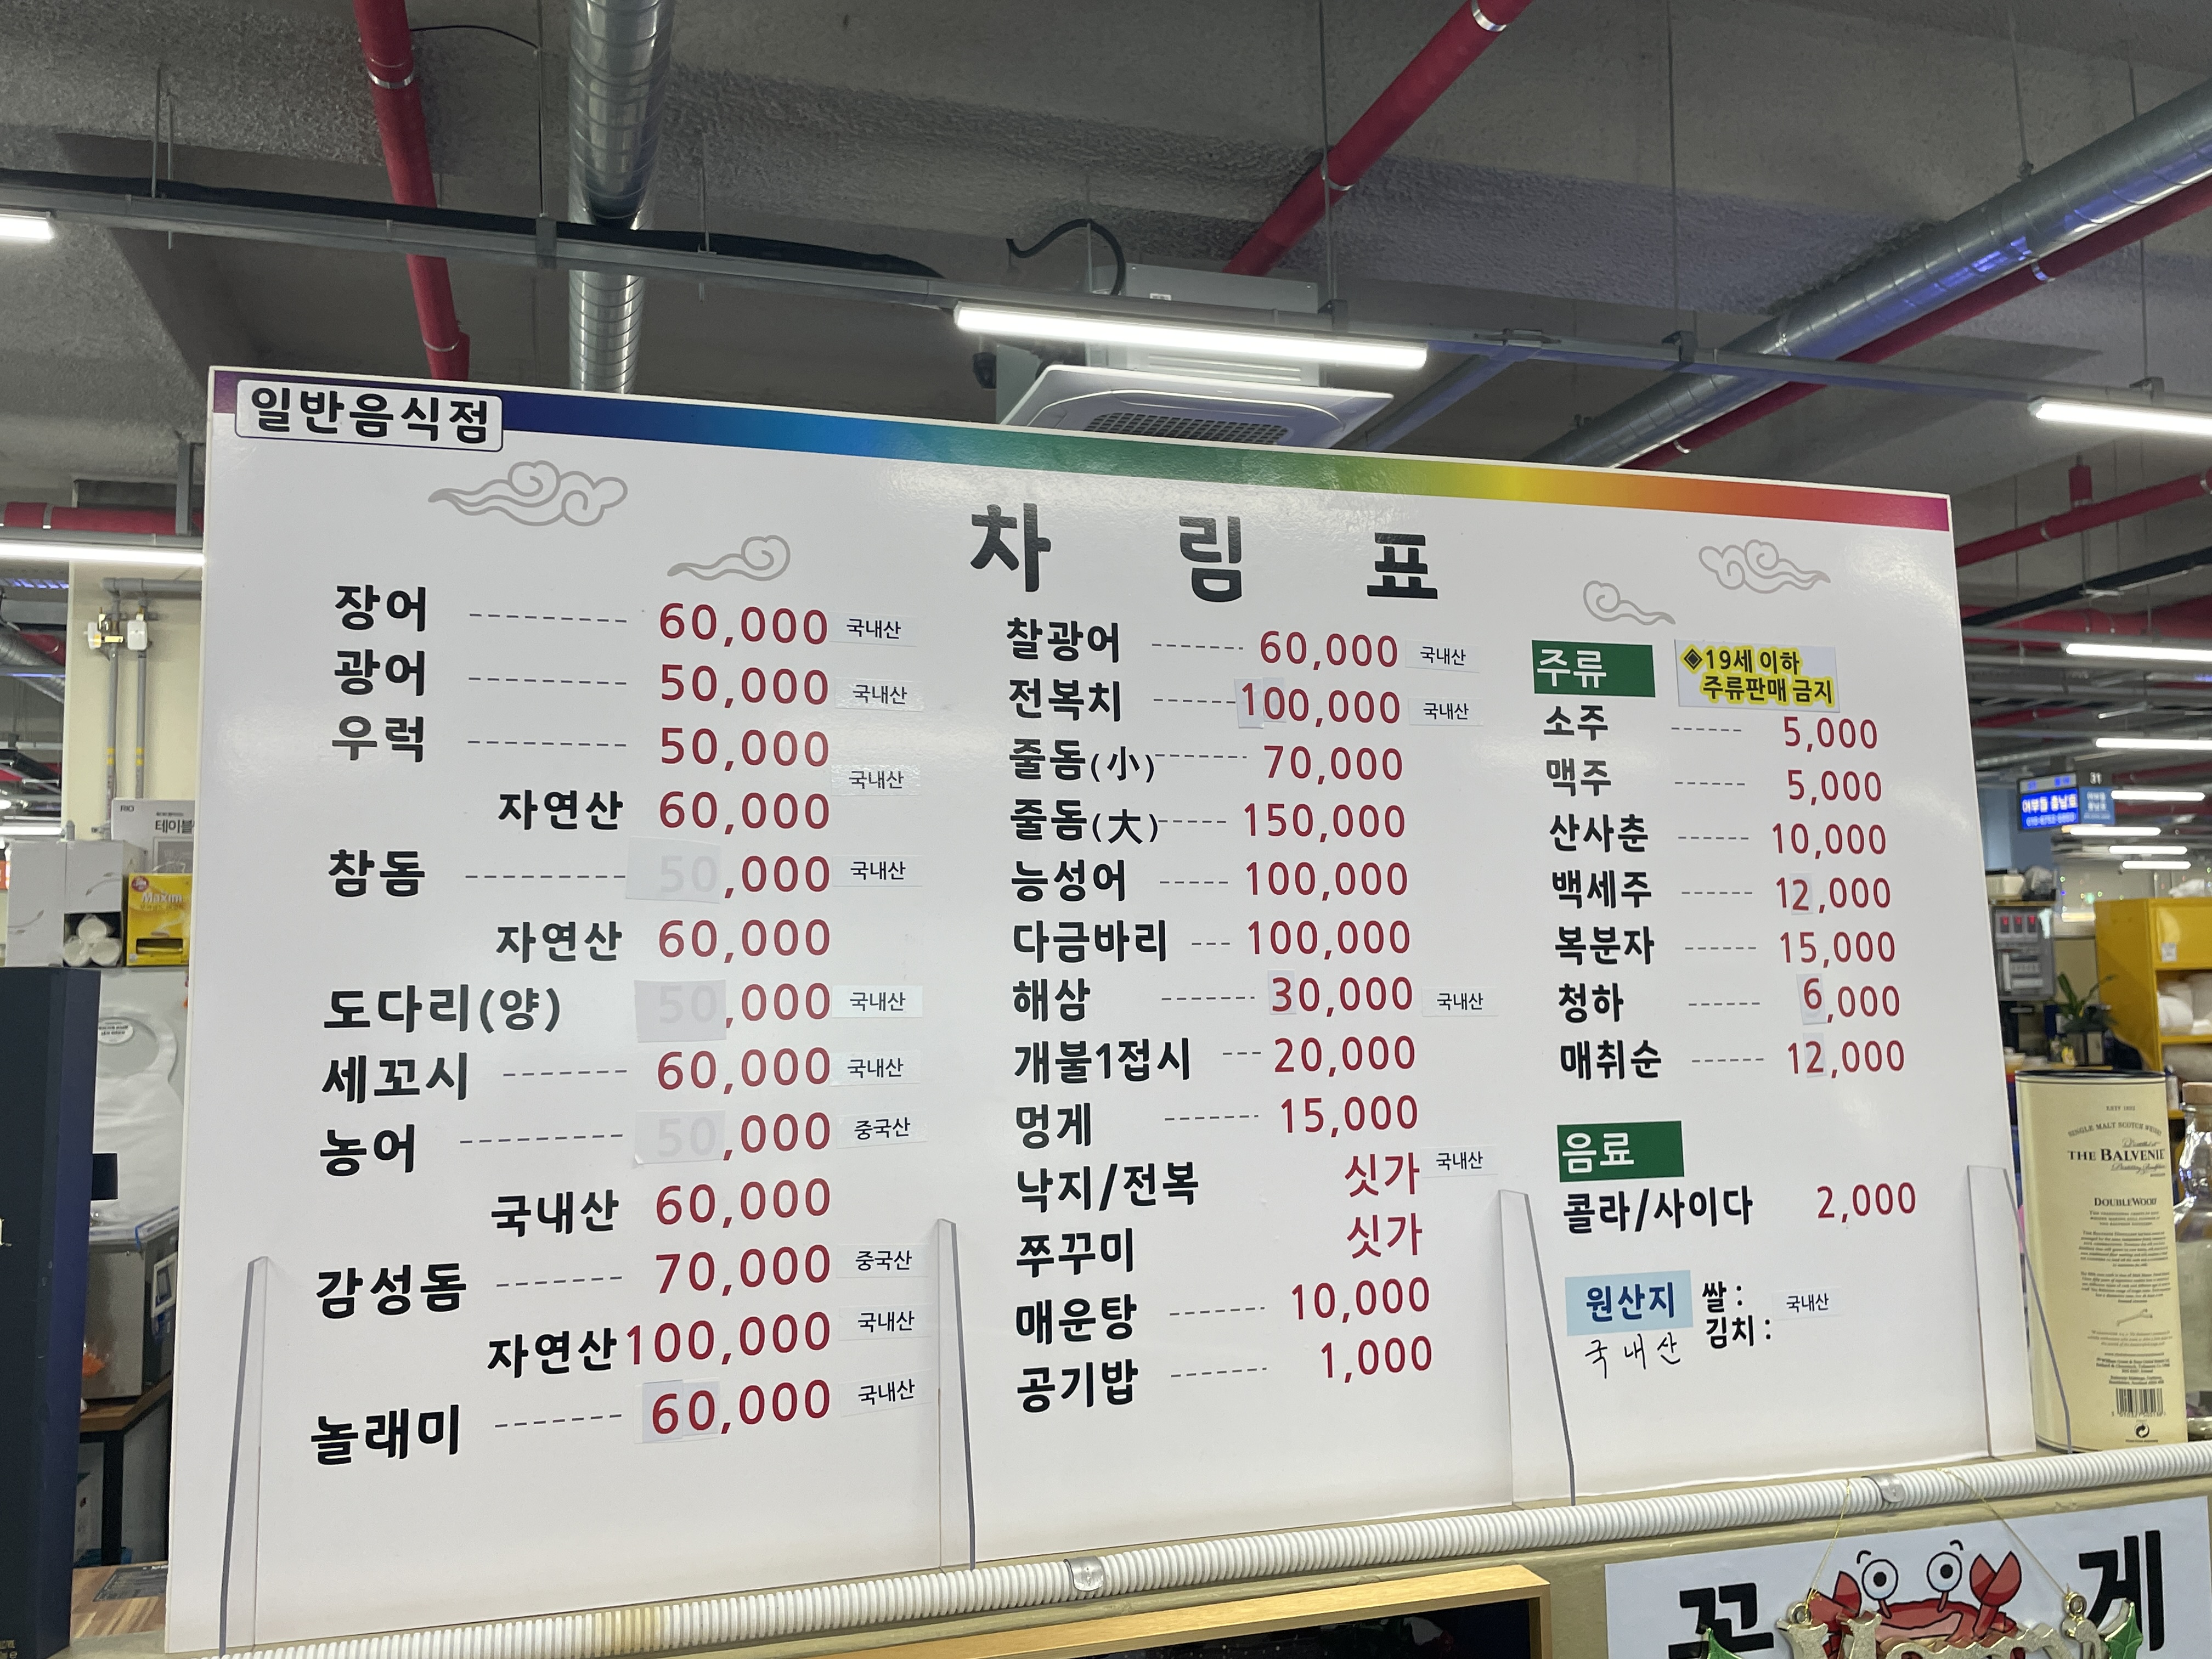 일반음식점
차림표
장어 60,000 국내산
광어 50,000 국내산
우럭 50,000 국내산
자연산 60,000
참돔 50,000 국내산
자연산 60,000
도다리(양) 50,000 국내산
세꼬시 60,000 국내산
농어 50,000 중국산
국내산 60,000
감성돔 70,000 중국산
자연산 100,000 국내산
놀래미 60,000 국내산
찰광어 60,000 국내산
전복치 100,000 국내산
줄돔(小) 70,000
줄돔(大) 150,000
능성어 100,000
다금바리 100,000
해삼 30,000 국내산
개불1접시 20,000
멍게 15,000
낙지/전복 싯가 국내산
쭈꾸미 싯가
매운탕 10,000
공기밥 1,000
주류
◈19세 이하
주류판매 금지
소주 5,000
맥주 5,000
산사춘 10,000
백세주 12,000
복분자 15,000
청하 6,000
매취순 12,000
음료
콜라/사이다 2,000
원산지 쌀 : 국내산
국내산 김치 :
꼬 게
Maxim
테이블
31
SINGLE MALT SCOTCH WHISKY
THE BALVENIE
DOUBLEWOOD